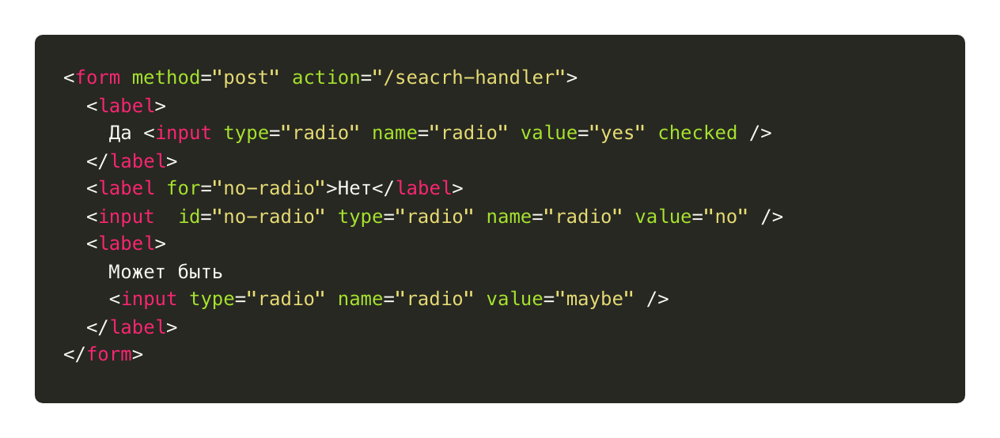 <form method="post" action="/seacrh-handler">
  <label>
    Да <input type="radio" name="radio" value="yes" checked />
  </label>
  <label for="no-radio">Нет</label>
  <input  id="no-radio" type="radio" name="radio" value="no" />
  <label>
    Может быть
    <input type="radio" name="radio" value="maybe" />
  </label>
</form>